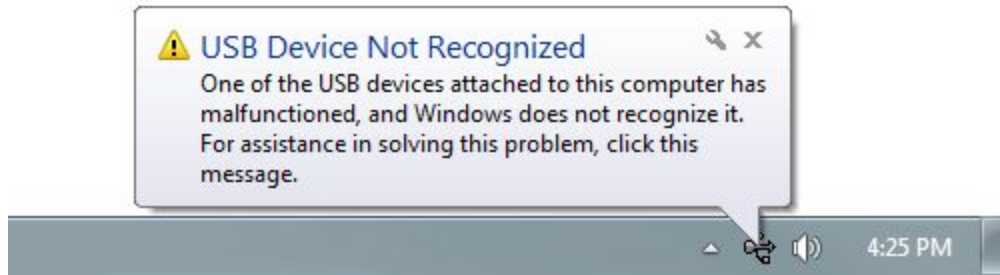 USB Device Not Recognized
One of the USB devices attached to this computer has
malfunctioned, and Windows does not recognize it.
For assistance in solving this problem, click this
message.
4:25 PM